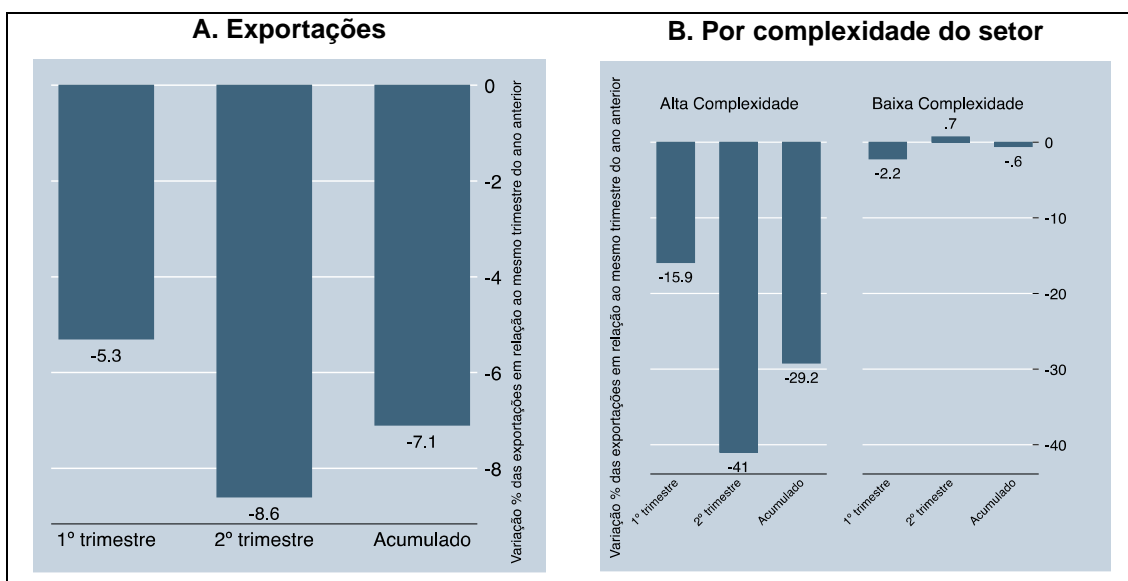 A. Exportações
0
-2
-4
-6
-8
-5.3
-8.6
-7.1
1º trimestre
2º trimestre
Acumulado
Variação % das exportações em relação ao mesmo trimestre do ano anterior
B. Por complexidade do setor
Variação % das exportações em relação ao mesmo trimestre do ano anterior
Alta Complexidade
-15.9
-41
-29.2
1º trimestre
2º trimestre
Acumulado
Baixa Complexidade
-2.2
.7
-.6
1º trimestre
2º trimestre
Acumulado
0
-10
-20
-30
-40